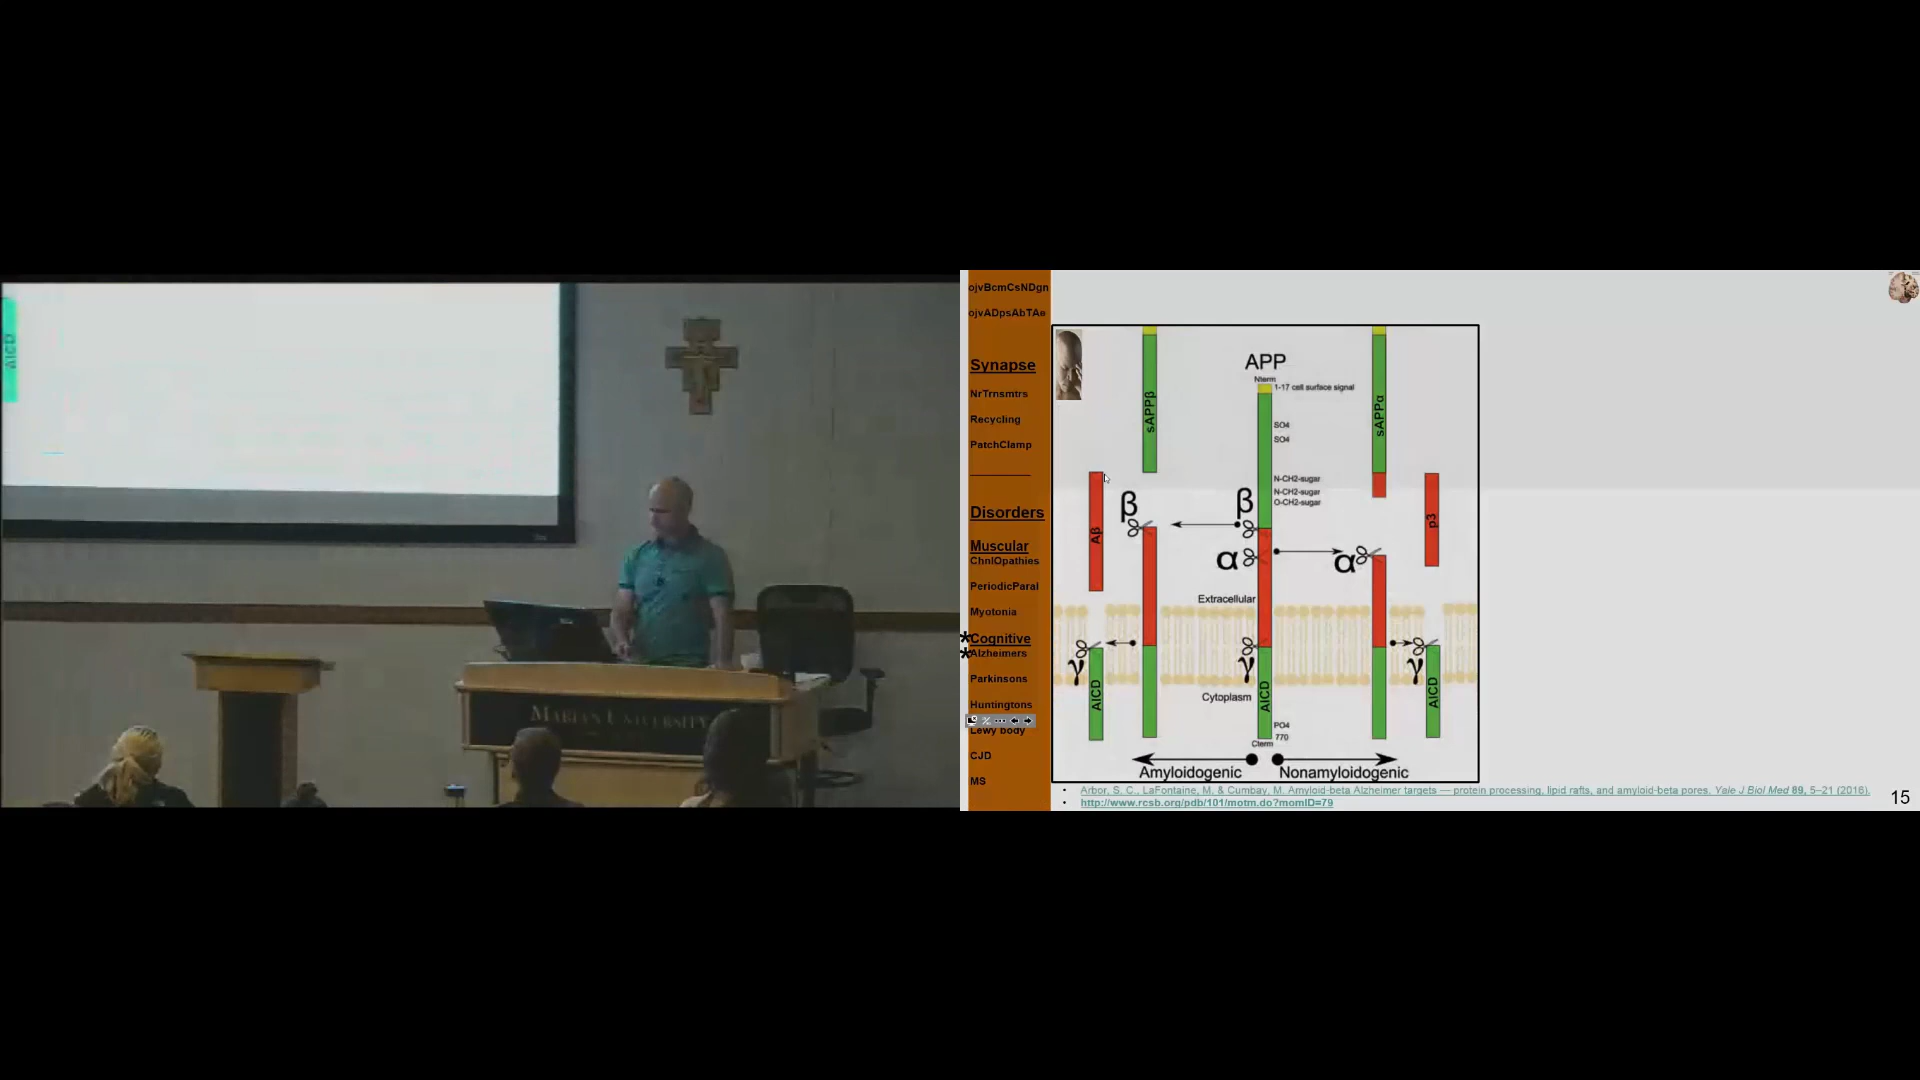 AICD
MARIAN UNIVERSITY
ojvBcmCsNDgn
ojvADpsAbTAe
Synapse
NrTrnsmtrs
Recycling
PatchClamp
Disorders
Muscular
ChnlOpathies
PeriodicParal
Myotonia
*Cognitive
*Alzheimers
Parkinsons
Huntingtons
Lewy body
CJD
MS
APP
Nterm
1-17 cell surface signal
sAPPβ
sAPPα
SO4
SO4
N-CH2-sugar
N-CH2-sugar
O-CH2-sugar
β
β
Aβ
p3
α
α
Extracellular
γ
γ
γ
AICD
AICD
AICD
Cytoplasm
PO4
770
Cterm
Amyloidogenic
Nonamyloidogenic
• Arbor, S. C., LaFontaine, M. & Cumbay, M. Amyloid-beta Alzheimer targets — protein processing, lipid rafts, and amyloid-beta pores. Yale J Biol Med 89, 5–21 (2016).
• http://www.rcsb.org/pdb/101/motm.do?momID=79
15